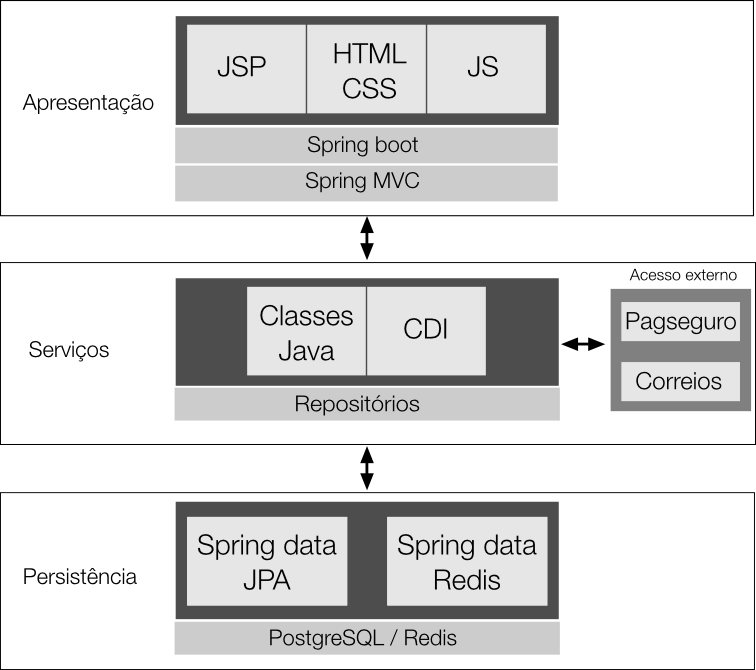 Apresentação
JSP
HTML
CSS
JS
Spring boot
Spring MVC
Serviços
Classes
Java
CDI
Repositórios
Acesso externo
Pagseguro
Correios
Persistência
Spring data
JPA
Spring data
Redis
PostgreSQL / Redis